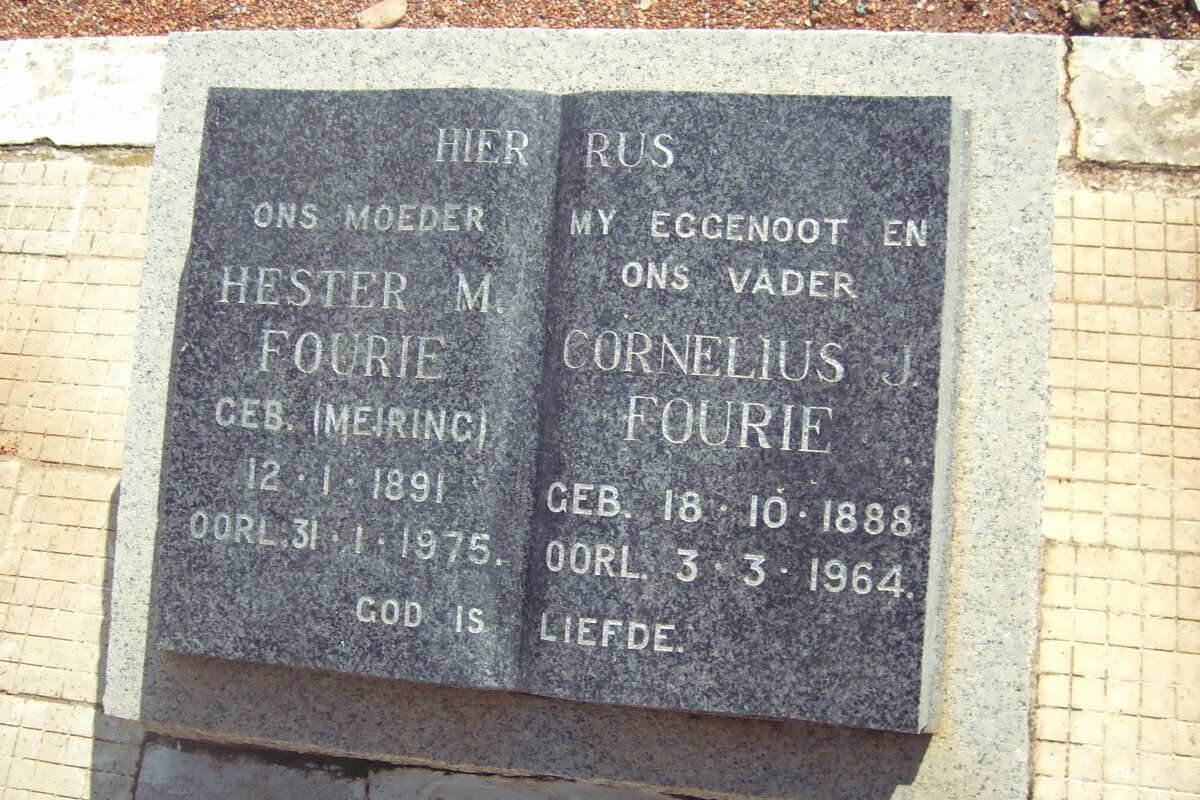 HIER RUS
ONS MOEDER
HESTER M.
FOURIE
GEB. (MEIRING)
12·1·1891
OORL.31·1·1975.
MY EGGENOOT EN
ONS VADER
CORNELIUS J.
FOURIE
GEB. 18·10·1888
OORL. 3·3·1964.
GOD IS LIEFDE.